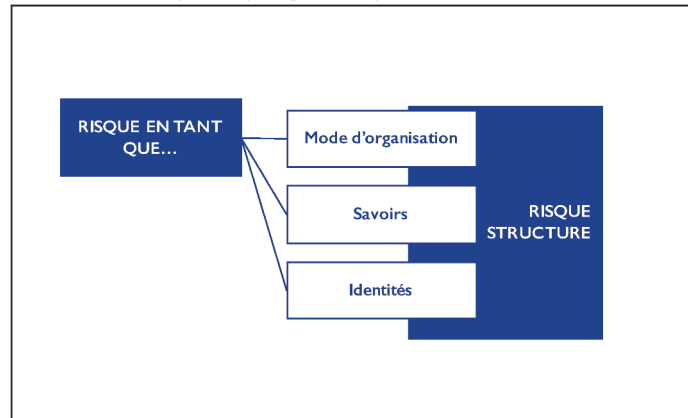 RISQUE EN TANT
QUE...
Mode d'organisation
Savoirs
Identités
RISQUE
STRUCTURE